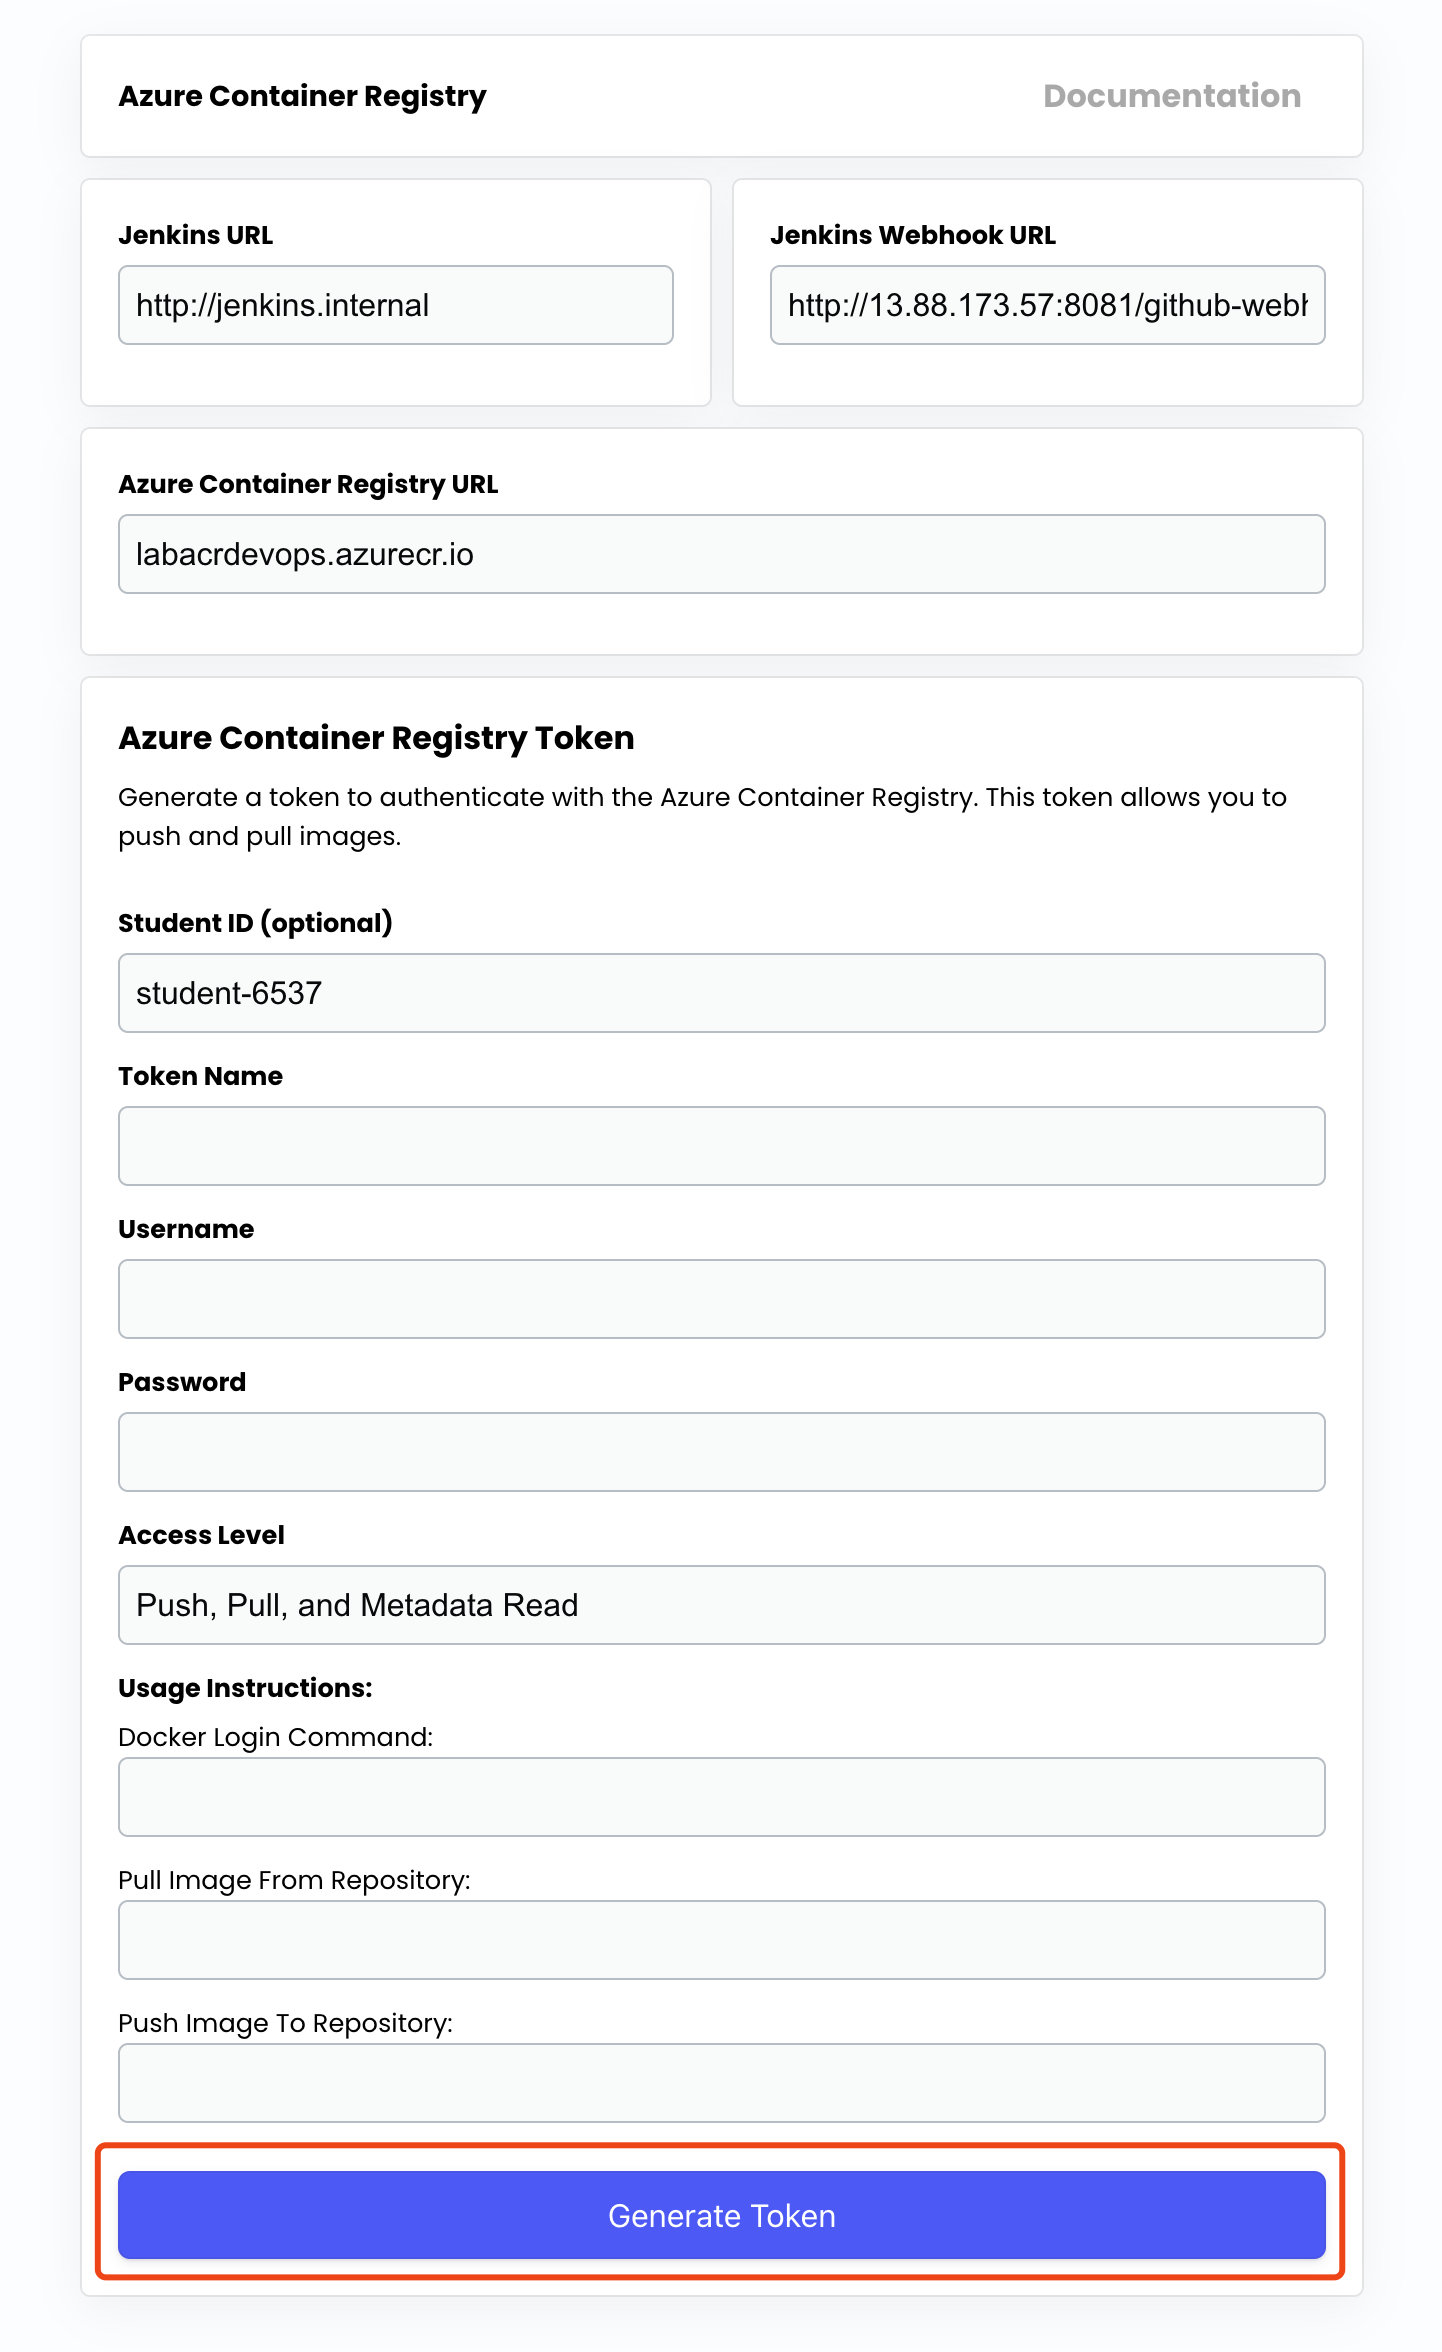 Azure Container Registry
Documentation
Jenkins URL
Jenkins Webhook URL
http://jenkins.internal
http://13.88.173.57:8081/github-webh
Azure Container Registry URL
labacrdevops.azurecr.io
Azure Container Registry Token
Generate a token to authenticate with the Azure Container Registry. This token allows you to
push and pull images.
Student ID (optional)
student-6537
Token Name
Username
Password
Access Level
Push, Pull, and Metadata Read
Usage Instructions:
Docker Login Command:
Pull Image From Repository:
Push Image To Repository:
Generate Token